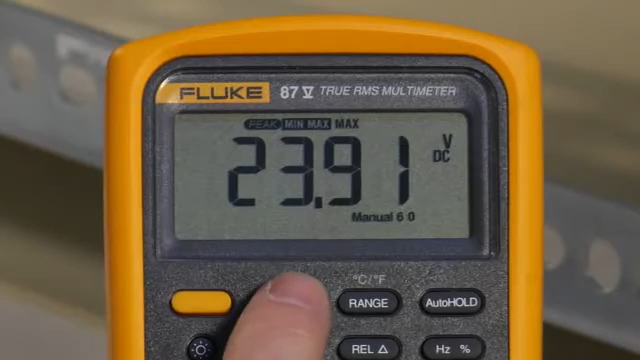 FLUKE 87 V TRUE RMS MULTIMETER
PEAK MIN MAX MAX
23.91 V DC
Manual 6 0
°C/°F
RANGE AutoHOLD
REL △ Hz %